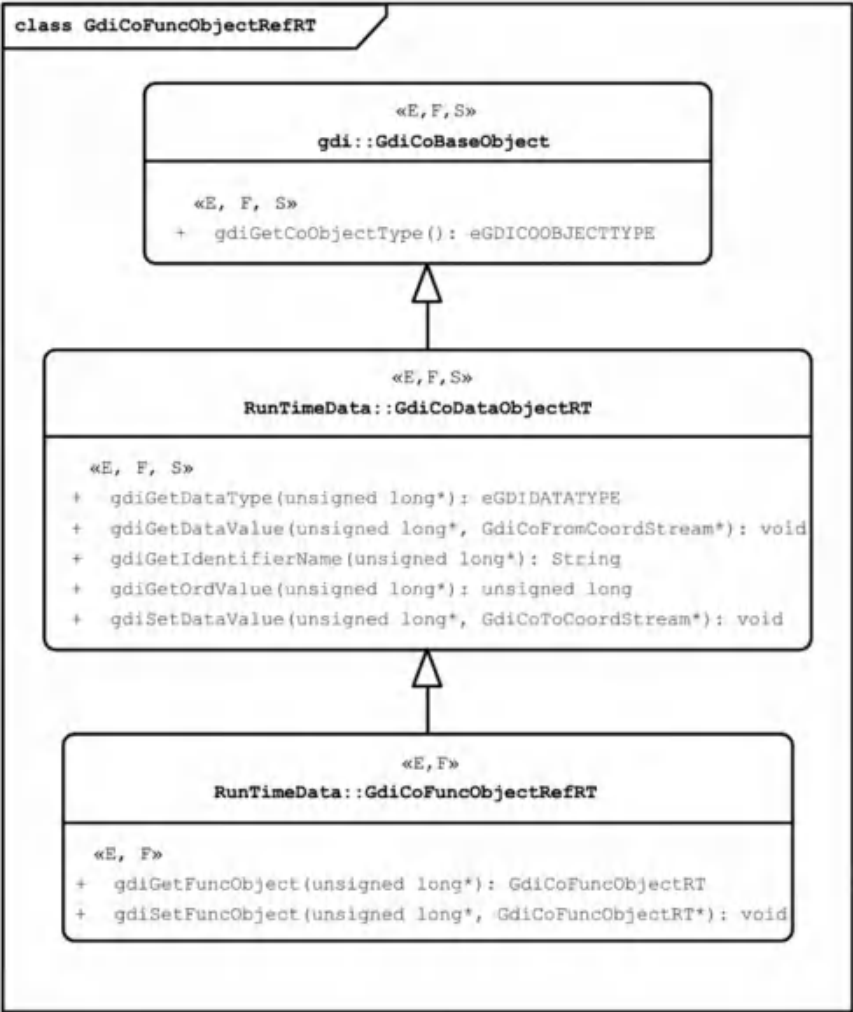 class GdiCoFuncObjectRefRT
«E,F,S»
gdi::GdiCoBaseObject
«E, F, S»
+ gdiGetCoObjectType(): eGDICOOBJECTTYPE
«E,F,S»
RunTimeData::GdiCoDataObjectRT
«E, F, S»
+ gdiGetDataType(unsigned long*): eGDIDATATYPE
+ gdiGetDataValue(unsigned long*, GdiCoFromCoordStream*): void
+ gdiGetIdentifierName(unsigned long*): String
+ gdiGetOrdValue(unsigned long*): unsigned long
+ gdiSetDataValue(unsigned long*, GdiCoToCoordStream*): void
«E,F»
RunTimeData::GdiCoFuncObjectRefRT
«E, F»
+ gdiGetFuncObject(unsigned long*): GdiCoFuncObjectRT
+ gdiSetFuncObject(unsigned long*, GdiCoFuncObjectRT*): void